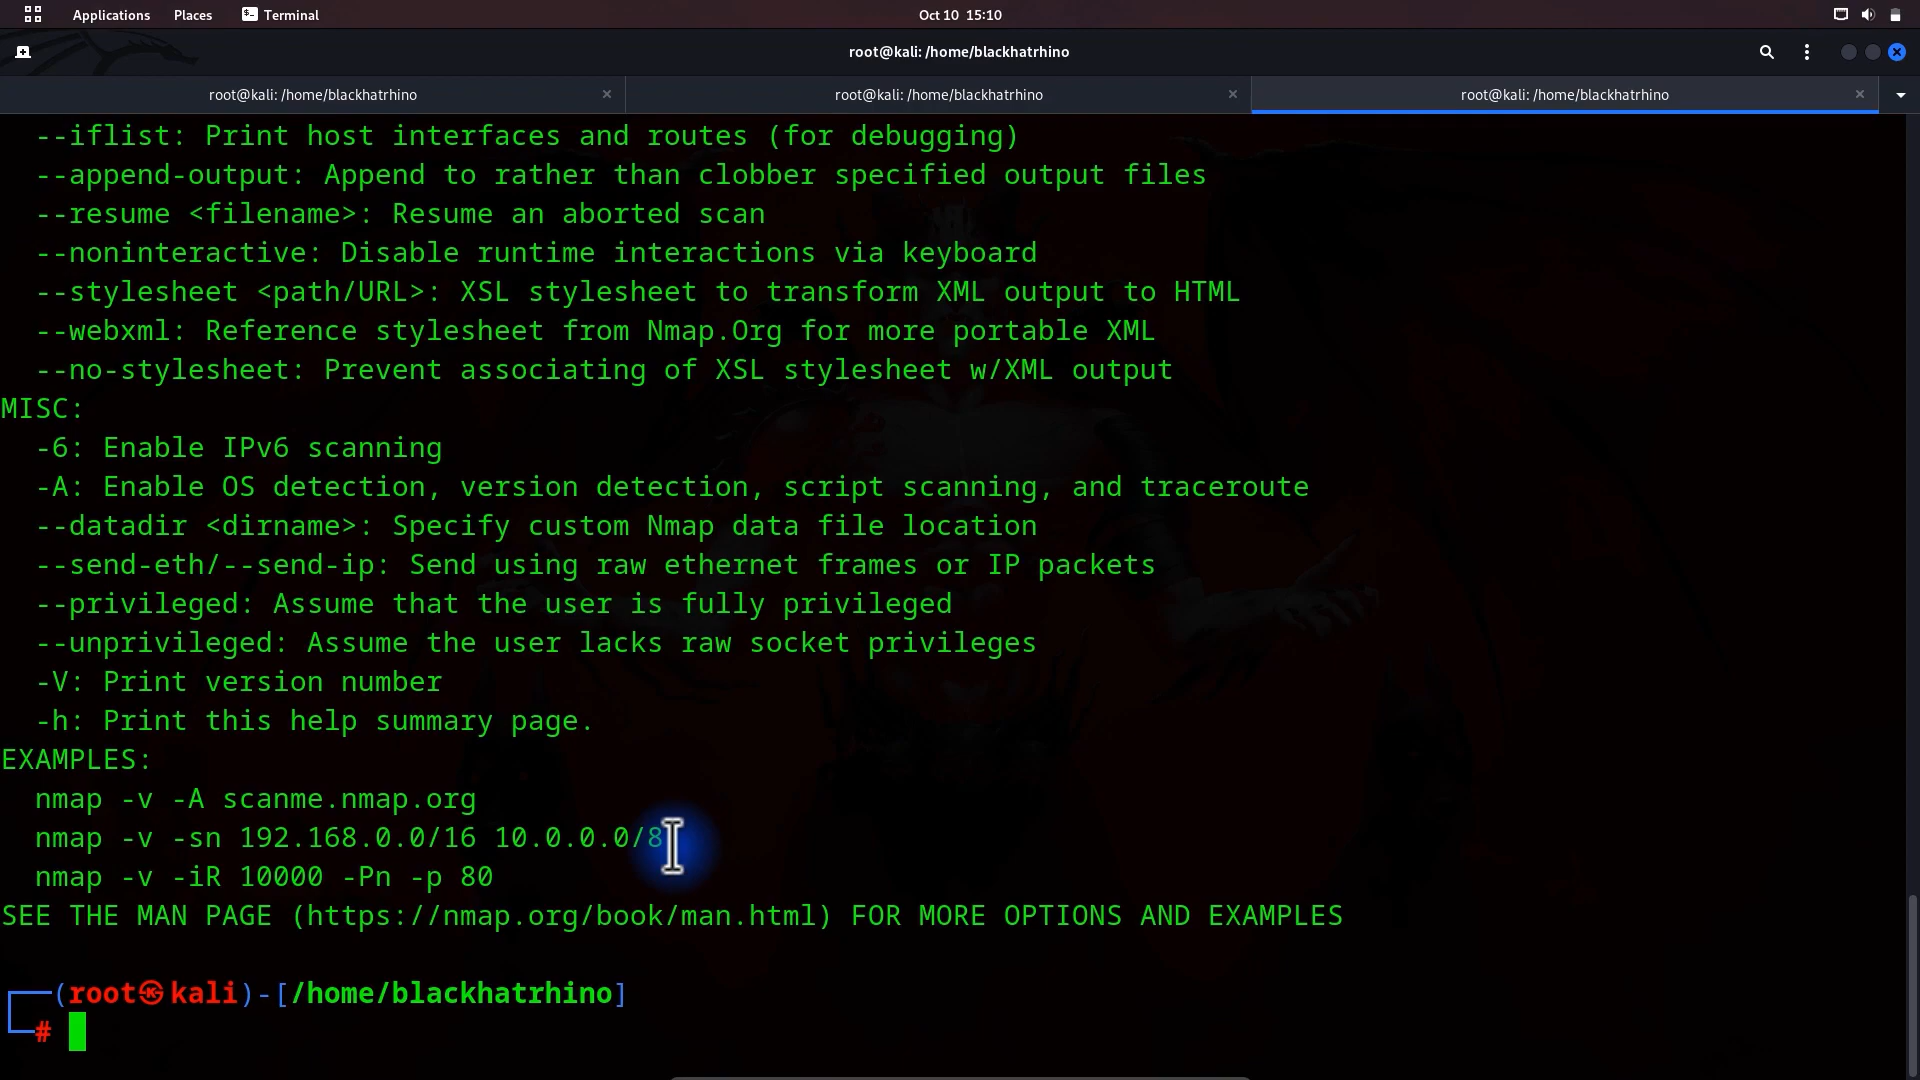 Applications Places Terminal Oct 10 15:10
root@kali: /home/blackhatrhino
root@kali: /home/blackhatrhino root@kali: /home/blackhatrhino root@kali: /home/blackhatrhino
--iflist: Print host interfaces and routes (for debugging)
--append-output: Append to rather than clobber specified output files
--resume <filename>: Resume an aborted scan
--noninteractive: Disable runtime interactions via keyboard
--stylesheet <path/URL>: XSL stylesheet to transform XML output to HTML
--webxml: Reference stylesheet from Nmap.Org for more portable XML
--no-stylesheet: Prevent associating of XSL stylesheet w/XML output
MISC:
-6: Enable IPv6 scanning
-A: Enable OS detection, version detection, script scanning, and traceroute
--datadir <dirname>: Specify custom Nmap data file location
--send-eth/--send-ip: Send using raw ethernet frames or IP packets
--privileged: Assume that the user is fully privileged
--unprivileged: Assume the user lacks raw socket privileges
-V: Print version number
-h: Print this help summary page.
EXAMPLES:
nmap -v -A scanme.nmap.org
nmap -v -sn 192.168.0.0/16 10.0.0.0/8
nmap -v -iR 10000 -Pn -p 80
SEE THE MAN PAGE (https://nmap.org/book/man.html) FOR MORE OPTIONS AND EXAMPLES
(root㉿kali)-[/home/blackhatrhino]
#